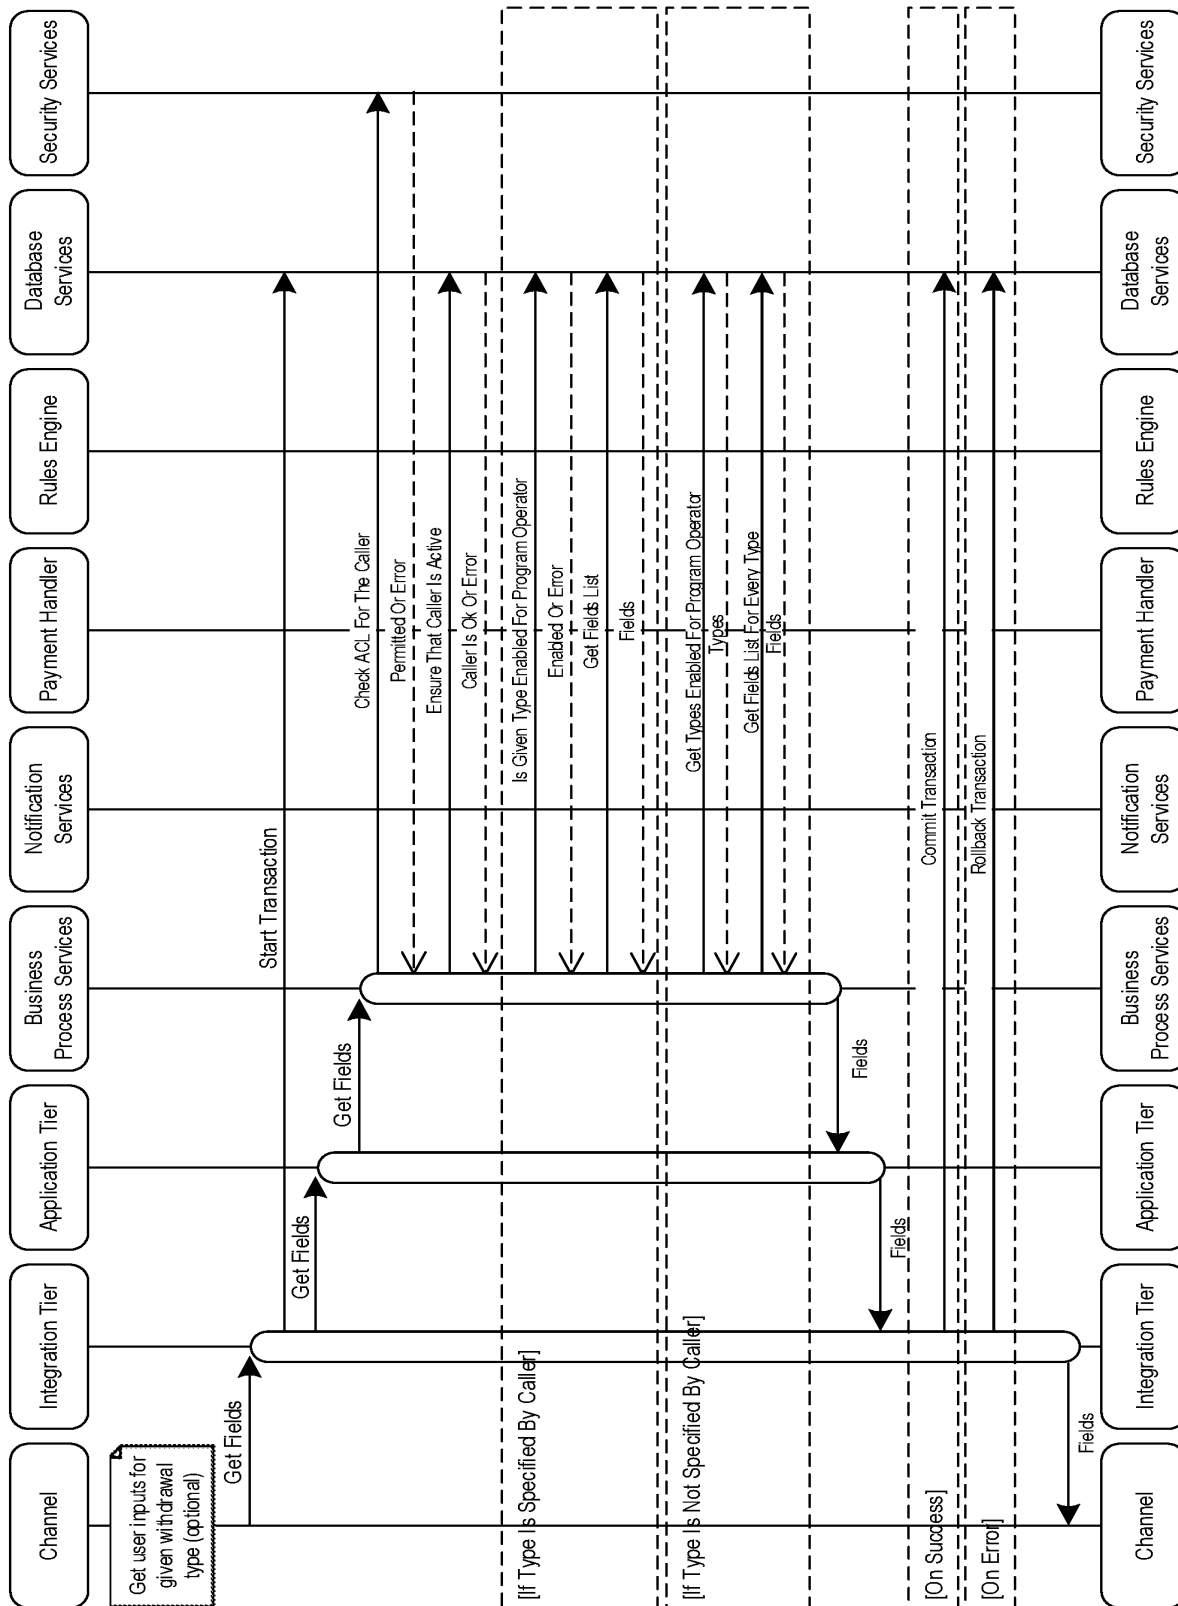 Channel
Integration Tier
Application Tier
Business
Process Services
Notification
Services
Payment Handler
Rules Engine
Database
Services
Security Services
Get user inputs for
given withdrawal
type (optional)
Get Fields
Start Transaction
Get Fields
Get Fields
Check ACL For The Caller
Permitted Or Error
Ensure That Caller Is Active
Caller Is Ok Or Error
[If Type Is Specified By Caller]
Is Given Type Enabled For Program Operator
Enabled Or Error
Get Fields List
Fields
[If Type Is Not Specified By Caller]
Get Types Enabled For Program Operator
Types
Get Fields List For Every Type
Fields
Fields
Fields
[On Success]
Commit Transaction
[On Error]
Rollback Transaction
Fields
Channel
Integration Tier
Application Tier
Business
Process Services
Notification
Services
Payment Handler
Rules Engine
Database
Services
Security Services